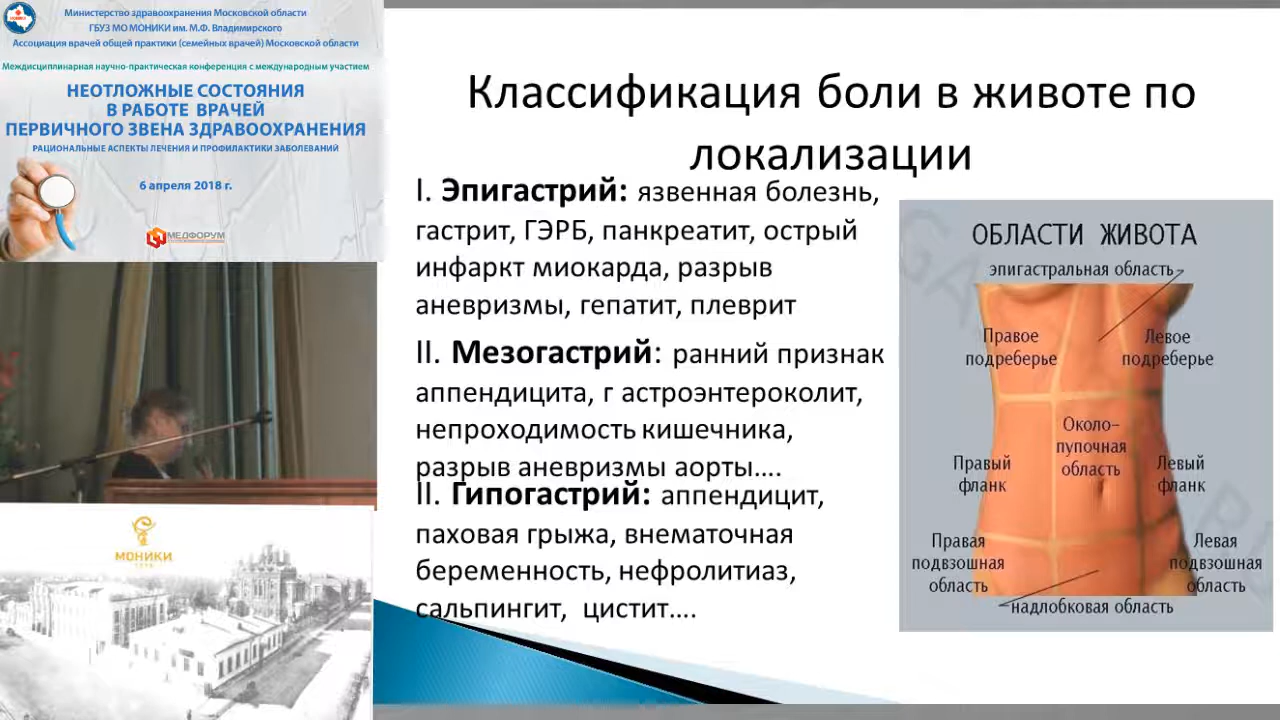 Министерство здравоохранения Московской области
ГБУЗ МО МОНИКИ им. М.Ф. Владимирского
Ассоциация врачей общей практики (семейных врачей) Московской области
Междисциплинарная научно-практическая конференция с международным участием
НЕОТЛОЖНЫЕ СОСТОЯНИЯ
В РАБОТЕ ВРАЧЕЙ
ПЕРВИЧНОГО ЗВЕНА ЗДРАВООХРАНЕНИЯ
РАЦИОНАЛЬНЫЕ АСПЕКТЫ ЛЕЧЕНИЯ И ПРОФИЛАКТИКИ ЗАБОЛЕВАНИЙ
6 апреля 2018 г.
МЕДФОРУМ
МОНИКИ
Классификация боли в животе по
локализации
I. Эпигастрий: язвенная болезнь,
гастрит, ГЭРБ, панкреатит, острый
инфаркт миокарда, разрыв
аневризмы, гепатит, плеврит
II. Мезогастрий: ранний признак
аппендицита, г астроэнтероколит,
непроходимость кишечника,
разрыв аневризмы аорты....
II. Гипогастрий: аппендицит,
паховая грыжа, внематочная
беременность, нефролитиаз,
сальпингит, цистит....
ОБЛАСТИ ЖИВОТА
эпигастральная область
Правое
подреберье
Левое
подреберье
Около-
пупочная
область
Правый
фланк
Левый
фланк
Правая
подвзошная
область
Левая
подвзошная
область
надлобковая область